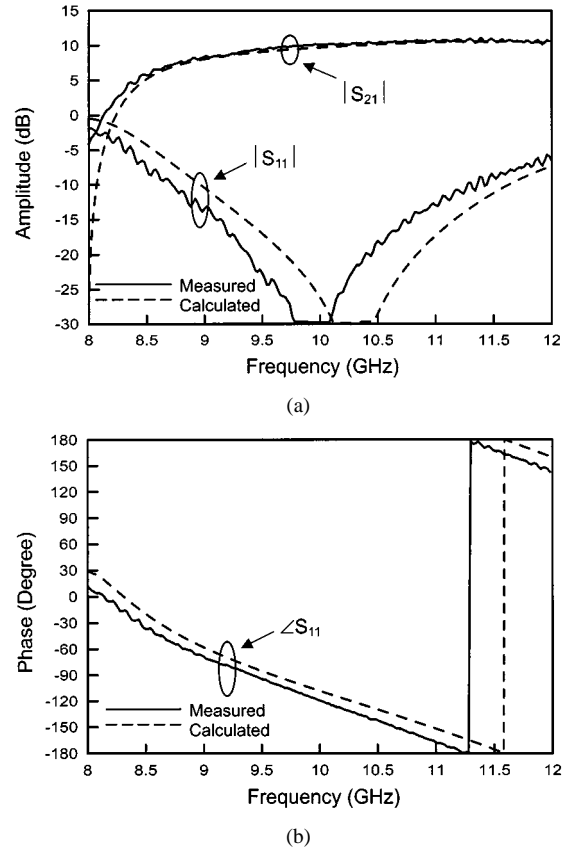 15
10
5
0
-5
-10
-15
-20
-25
-30
Amplitude (dB)
|S21|
|S11|
Measured
Calculated
8 8.5 9 9.5 10 10.5 11 11.5 12
Frequency (GHz)
(a)
180
150
120
90
60
30
0
-30
-60
-90
-120
-150
-180
Phase (Degree)
∠S11
Measured
Calculated
8 8.5 9 9.5 10 10.5 11 11.5 12
Frequency (GHz)
(b)